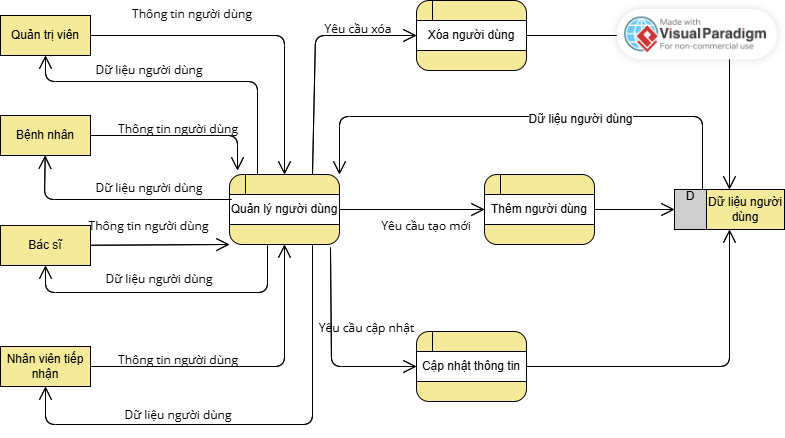 Thông tin người dùng
Quản trị viên
Yêu cầu xóa
Xóa người dùng
Made with
VisualParadigm
For non-commercial use
Dữ liệu người dùng
Bệnh nhân
Thông tin người dùng
Dữ liệu người dùng
Dữ liệu người dùng
Quản lý người dùng
Thêm người dùng
D
Dữ liệu người
dùng
Thông tin người dùng
Yêu cầu tạo mới
Bác sĩ
Dữ liệu người dùng
Yêu cầu cập nhật
Nhân viên tiếp
nhận
Thông tin người dùng
Cập nhật thông tin
Dữ liệu người dùng